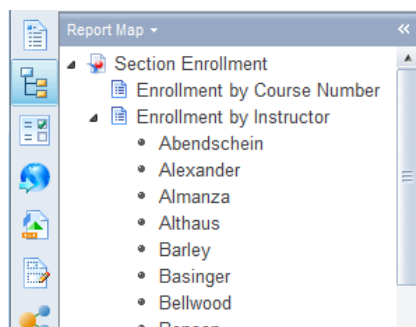 Report Map
Section Enrollment
Enrollment by Course Number
Enrollment by Instructor
Abendschein
Alexander
Almanza
Althaus
Barley
Basinger
Bellwood